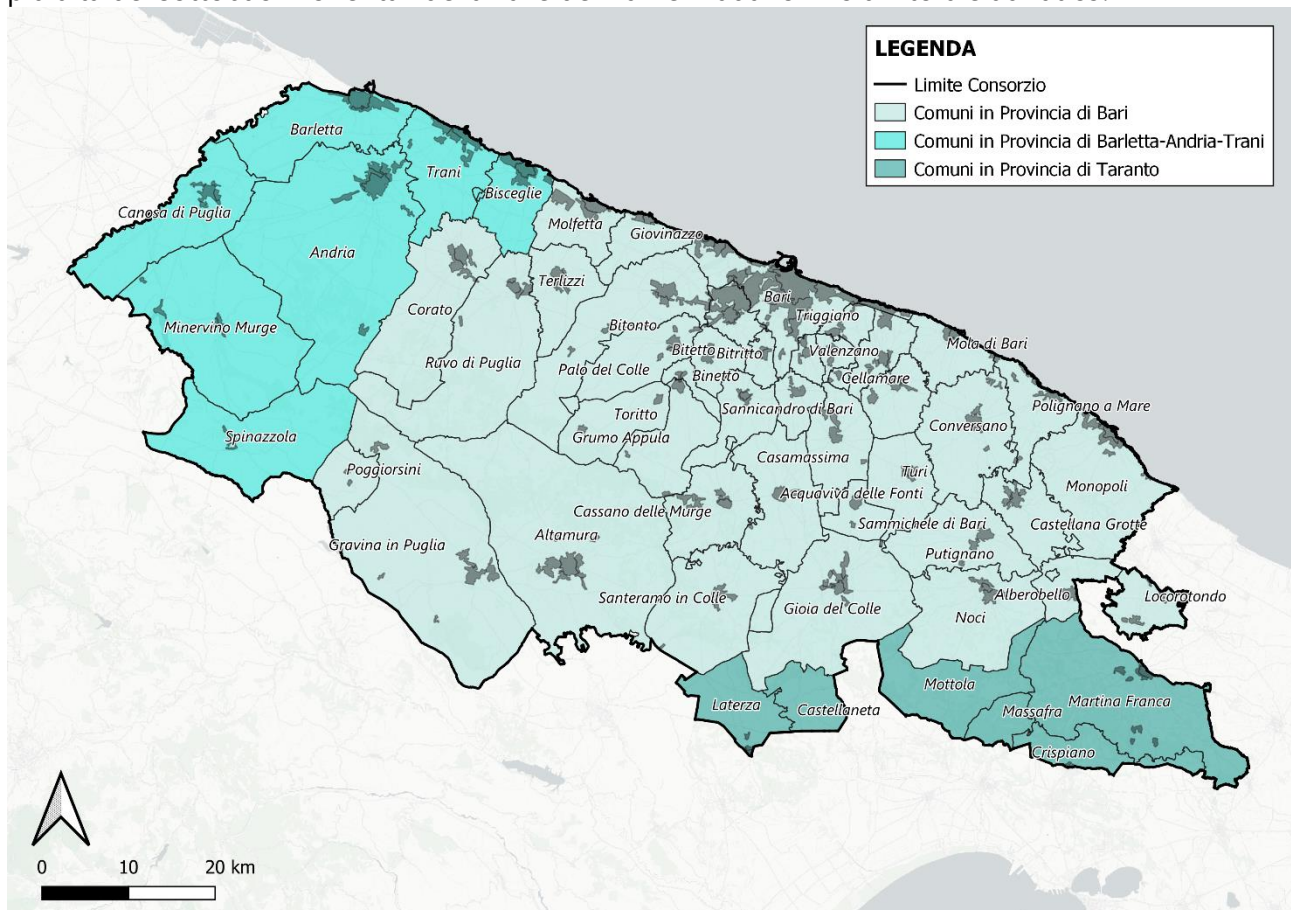 LEGENDA
Limite Consorzio
Comuni in Provincia di Bari
Comuni in Provincia di Barletta-Andria-Trani
Comuni in Provincia di Taranto
Barletta
Trani
Bisceglie
Canosa di Puglia
Molfetta
Giovinazzo
Andria
Terlizzi
Bari
Corato
Triggiano
Minervino Murge
Bitonto
Mola di Bari
Ruvo di Puglia
Bitetto
Bitritto
Valenzano
Palo del Colle
Binetto
Cellamare
Toritto
Sannicandro di Bari
Polignano a Mare
Conversano
Spinazzola
Grumo Appula
Poggiorsini
Casamassima
Turi
Monopoli
Acquaviva delle Fonti
Cassano delle Murge
Sammichele di Bari
Castellana Grotte
Altamura
Gravina in Puglia
Putignano
Santeramo in Colle
Gioia del Colle
Alberobello
Locorotondo
Noci
Mottola
Laterza
Castellaneta
Massafra
Martina Franca
Crispiano
0 10 20 km